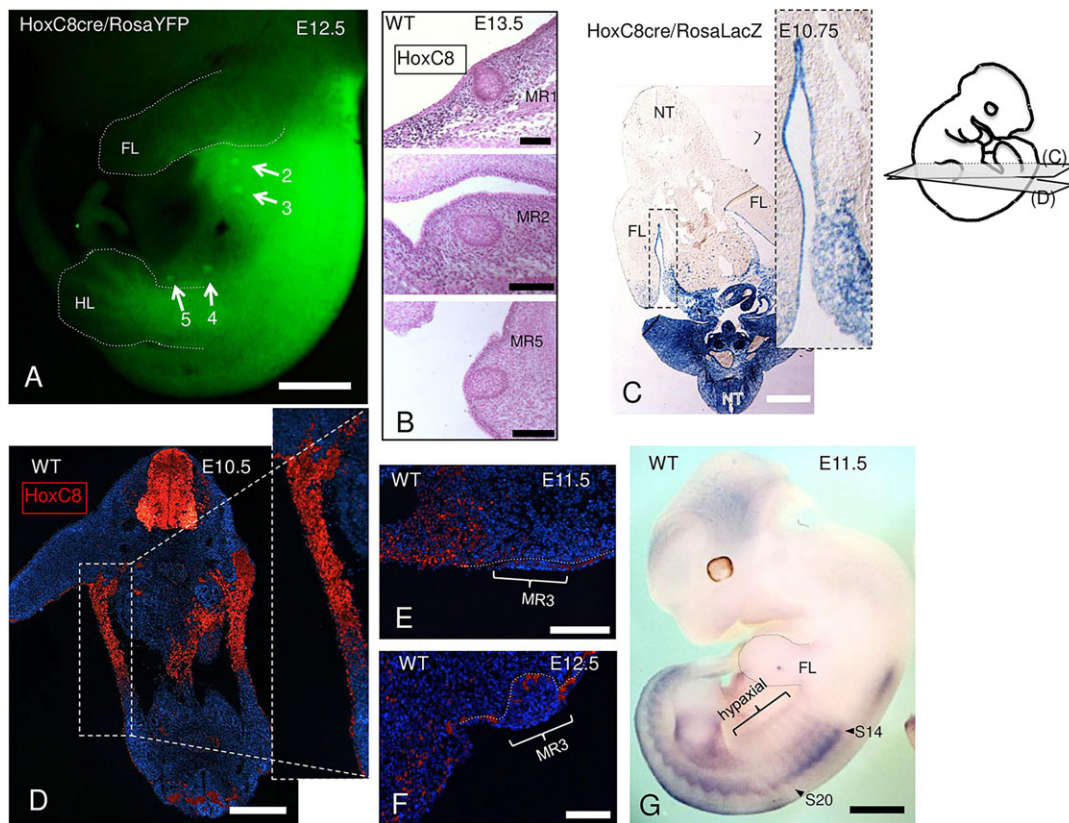 HoxC8cre/RosaYFP
E12.5
FL
2
3
HL
5
4
A
WT
E13.5
HoxC8
MR1
MR2
MR5
B
HoxC8cre/RosaLacZ
E10.75
NT
FL
FL
NT
C
(C)
(D)
WT
E10.5
HoxC8
D
WT
E11.5
MR3
E
WT
E12.5
MR3
F
WT
E11.5
FL
hypaxial
S14
S20
G